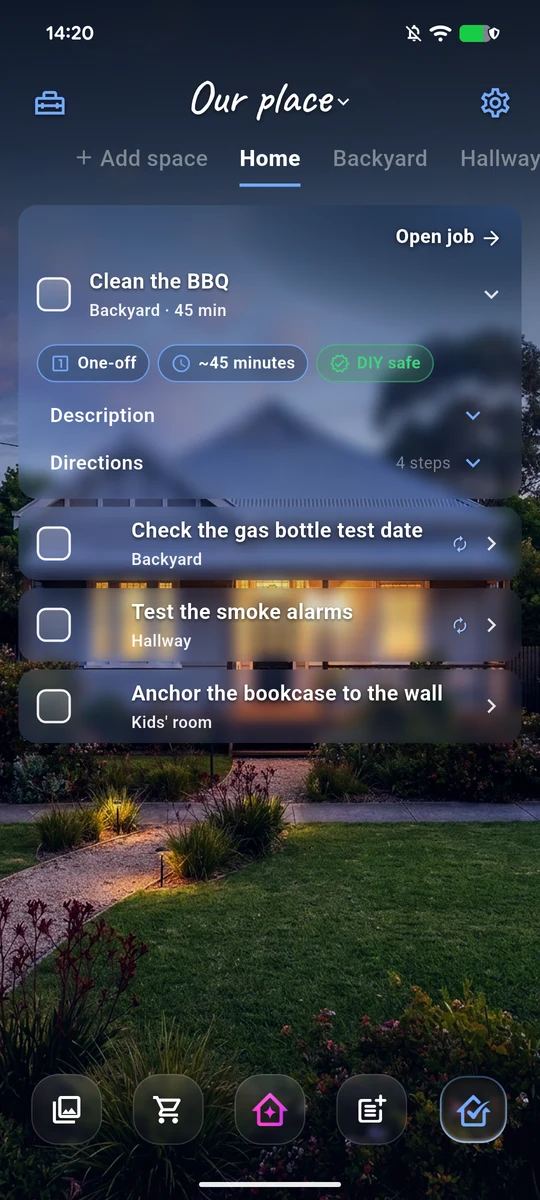 14:20
Our place
+ Add space Home Backyard Hallway
Open job →
Clean the BBQ
Backyard · 45 min
1 One-off ~45 minutes DIY safe
Description
Directions 4 steps
Check the gas bottle test date
Backyard
Test the smoke alarms
Hallway
Anchor the bookcase to the wall
Kids' room